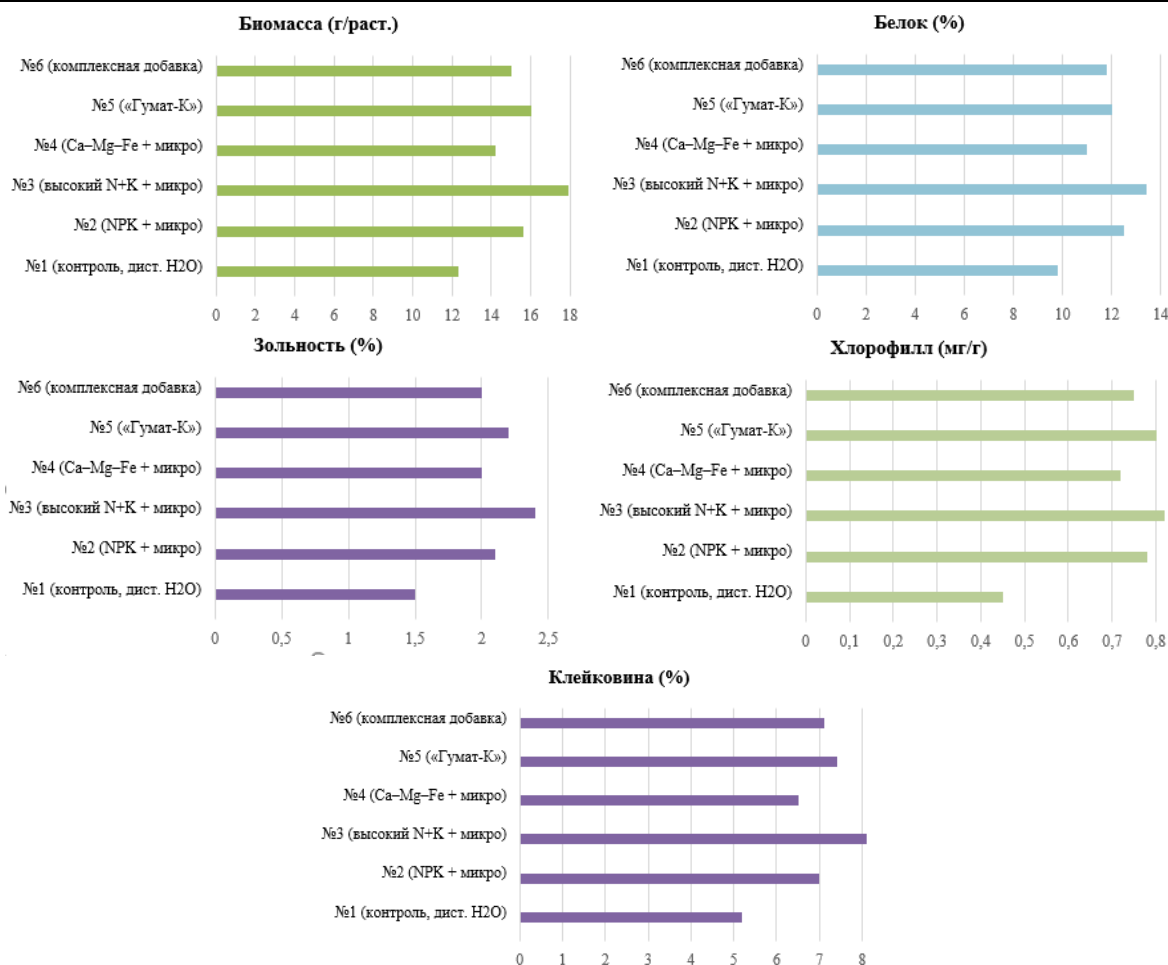 Биомасса (г/раст.)
№6 (комплексная добавка)
№5 («Гумат-К»)
№4 (Ca–Mg–Fe + микро)
№3 (высокий N+K + микро)
№2 (NPK + микро)
№1 (контроль, дист. H2O)
0 2 4 6 8 10 12 14 16 18
Белок (%)
№6 (комплексная добавка)
№5 («Гумат-К»)
№4 (Ca–Mg–Fe + микро)
№3 (высокий N+K + микро)
№2 (NPK + микро)
№1 (контроль, дист. H2O)
0 2 4 6 8 10 12 14
Зольность (%)
№6 (комплексная добавка)
№5 («Гумат-К»)
№4 (Ca–Mg–Fe + микро)
№3 (высокий N+K + микро)
№2 (NPK + микро)
№1 (контроль, дист. H2O)
0 0,5 1 1,5 2 2,5
Хлорофилл (мг/г)
№6 (комплексная добавка)
№5 («Гумат-К»)
№4 (Ca–Mg–Fe + микро)
№3 (высокий N+K + микро)
№2 (NPK + микро)
№1 (контроль, дист. H2O)
0 0,1 0,2 0,3 0,4 0,5 0,6 0,7 0,8
Клейковина (%)
№6 (комплексная добавка)
№5 («Гумат-К»)
№4 (Ca–Mg–Fe + микро)
№3 (высокий N+K + микро)
№2 (NPK + микро)
№1 (контроль, дист. H2O)
0 1 2 3 4 5 6 7 8